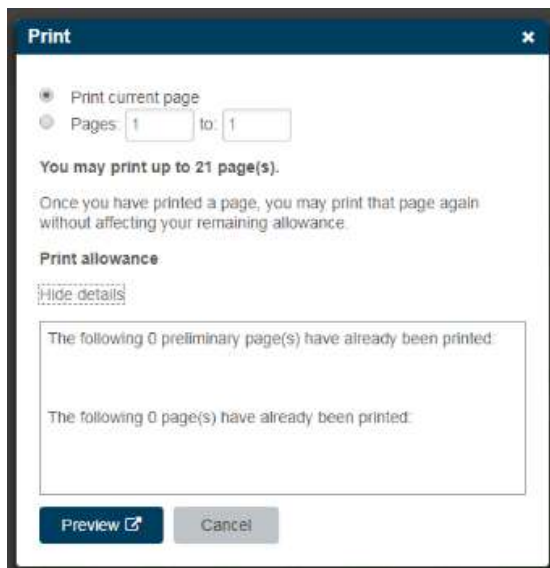 Print
Print current page
Pages: 1 to: 1
You may print up to 21 page(s).
Once you have printed a page, you may print that page again
without affecting your remaining allowance.
Print allowance
Hide details
The following 0 preliminary page(s) have already been printed:
The following 0 page(s) have already been printed:
Preview Cancel